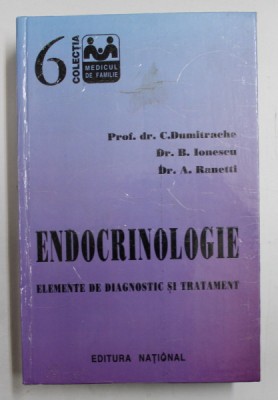 6
COLECȚIA
MEDICUL
DE FAMILIE
Prof. dr. C.Dumitrache
Dr. B. Ionescu
Dr. A. Ranetti
ENDOCRINOLOGIE
ELEMENTE DE DIAGNOSTIC ȘI TRATAMENT
EDITURA NAȚIONAL